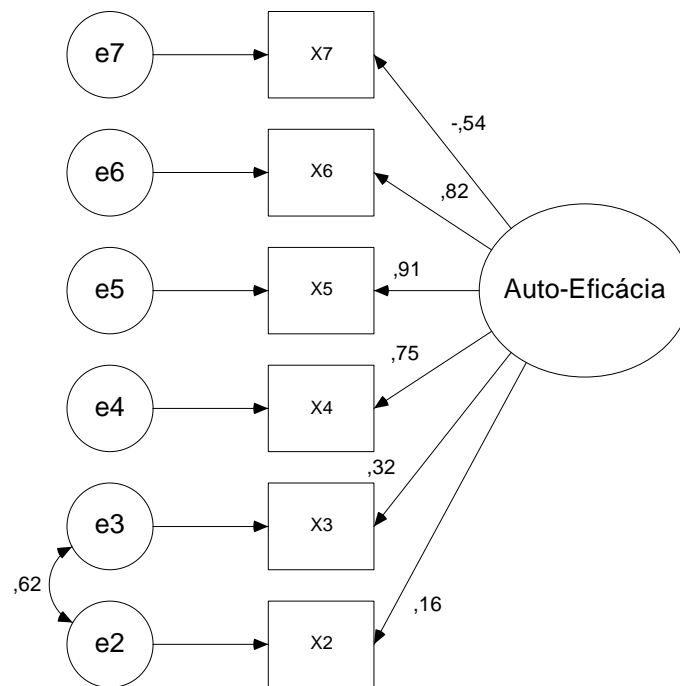 e7
X7
-,54
e6
X6
,82
e5
X5
,91
Auto-Eficácia
e4
X4
,75
e3
X3
,32
,62
e2
X2
,16